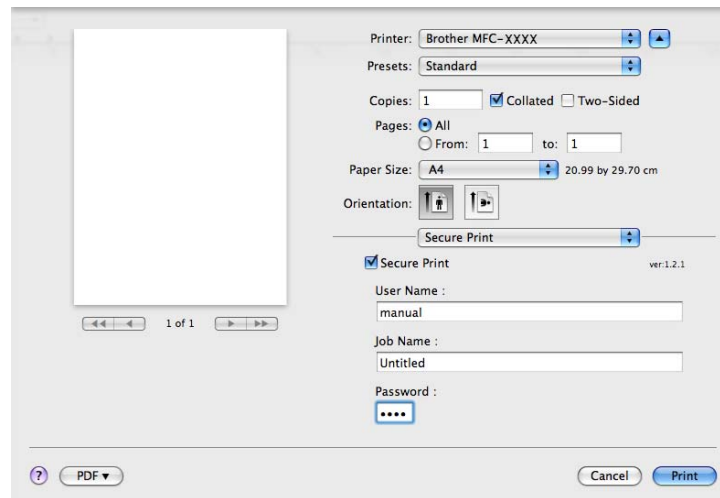 Printer: Brother MFC-XXXX
Presets: Standard
Copies: 1 Collated Two-Sided
Pages: All
From: 1 to: 1
Paper Size: A4 20.99 by 29.70 cm
Orientation:
Secure Print
Secure Print ver:1.2.1
User Name :
manual
Job Name :
Untitled
Password :
••••
1 of 1
? PDF▼ Cancel Print